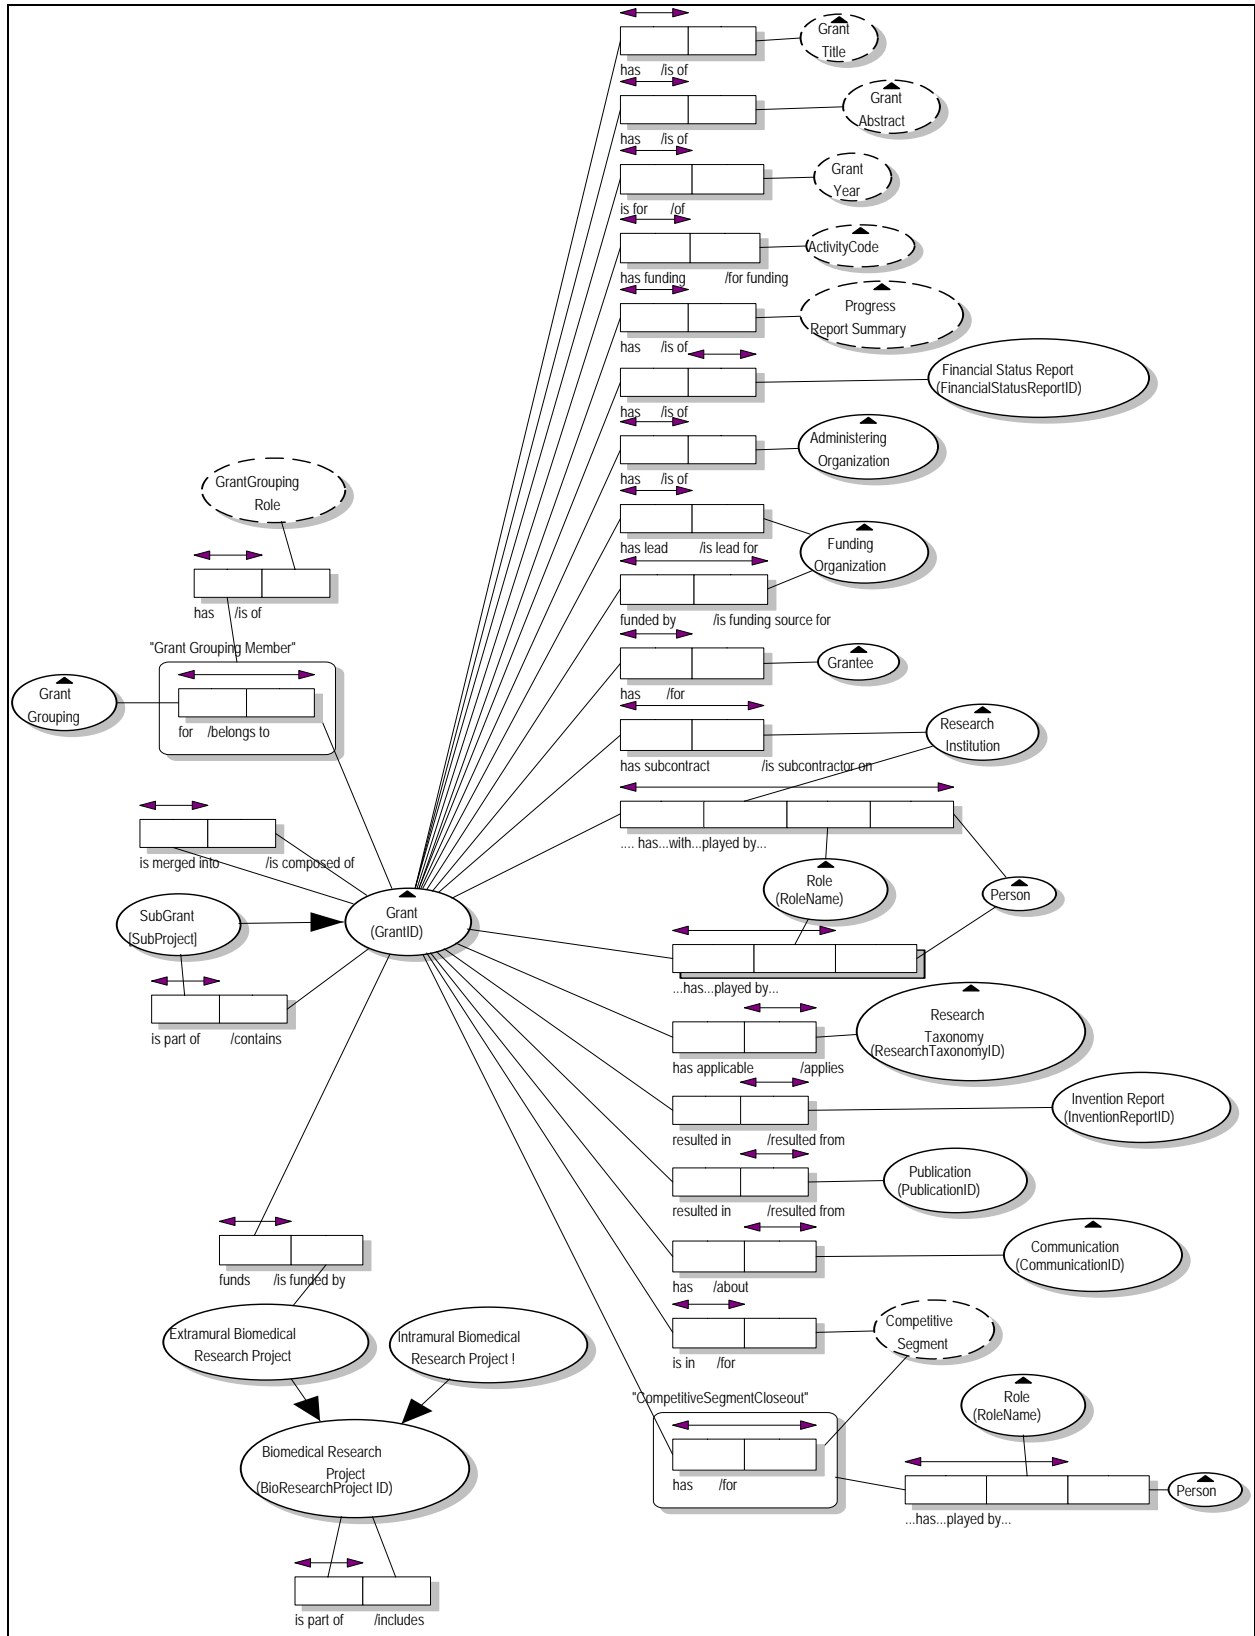 Grant
Title
has /is of
Grant
Abstract
has /is of
Grant
Year
is for /of
ActivityCode
has funding /for funding
Progress
Report Summary
has /is of
Financial Status Report
(FinancialStatusReportID)
has /is of
Administering
Organization
has /is of
has lead /is lead for
Funding
Organization
funded by /is funding source for
Grantee
has /for
Research
Institution
has subcontract /is subcontractor on
.... has...with...played by...
Role
(RoleName)
Person
...has...played by...
GrantGrouping
Role
has /is of
"Grant Grouping Member"
Grant
Grouping
for /belongs to
is merged into /is composed of
SubGrant
[SubProject]
Grant
(GrantID)
is part of /contains
Research
Taxonomy
(ResearchTaxonomyID)
has applicable /applies
Invention Report
(InventionReportID)
resulted in /resulted from
Publication
(PublicationID)
resulted in /resulted from
Communication
(CommunicationID)
has /about
Competitive
Segment
is in /for
"CompetitiveSegmentCloseout"
has /for
Role
(RoleName)
Person
...has...played by...
funds /is funded by
Extramural Biomedical
Research Project
Intramural Biomedical
Research Project !
Biomedical Research
Project
(BioResearchProject ID)
is part of /includes